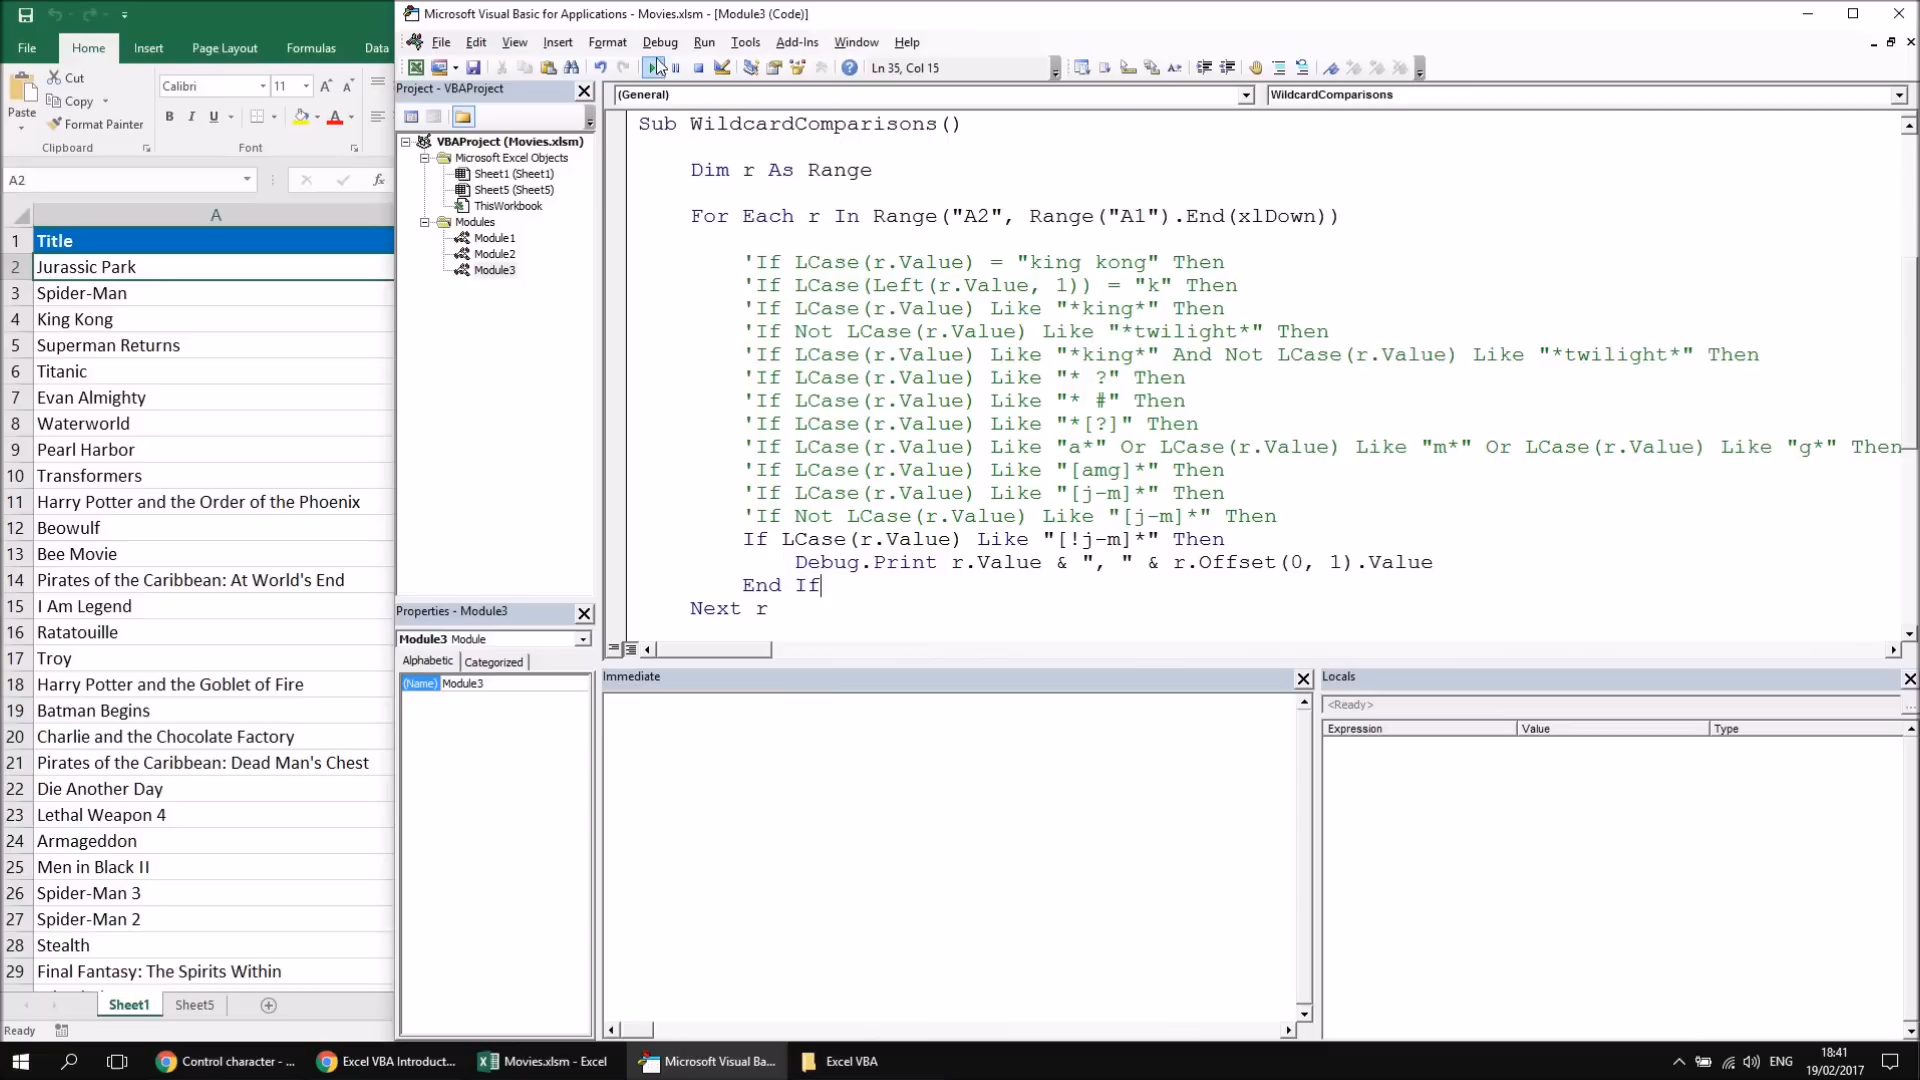 Microsoft Visual Basic for Applications - Movies.xlsm - [Module3 (Code)]
File Home Insert Page Layout Formulas Data
File Edit View Insert Format Debug Run Tools Add-Ins Window Help
Ln 35, Col 15
Cut
Copy
Format Painter
Paste
Clipboard
Calibri 11
B I U
Font
A2
fx
A
1 Title
2 Jurassic Park
3 Spider-Man
4 King Kong
5 Superman Returns
6 Titanic
7 Evan Almighty
8 Waterworld
9 Pearl Harbor
10 Transformers
11 Harry Potter and the Order of the Phoenix
12 Beowulf
13 Bee Movie
14 Pirates of the Caribbean: At World's End
15 I Am Legend
16 Ratatouille
17 Troy
18 Harry Potter and the Goblet of Fire
19 Batman Begins
20 Charlie and the Chocolate Factory
21 Pirates of the Caribbean: Dead Man's Chest
22 Die Another Day
23 Lethal Weapon 4
24 Armageddon
25 Men in Black II
26 Spider-Man 3
27 Spider-Man 2
28 Stealth
29 Final Fantasy: The Spirits Within
Sheet1 Sheet5
Ready
Project - VBAProject
VBAProject (Movies.xlsm)
Microsoft Excel Objects
Sheet1 (Sheet1)
Sheet5 (Sheet5)
ThisWorkbook
Modules
Module1
Module2
Module3
Properties - Module3
Module3 Module
Alphabetic Categorized
(Name) Module3
(General) WildcardComparisons
Sub WildcardComparisons()
Dim r As Range
For Each r In Range("A2", Range("A1").End(xlDown))
'If LCase(r.Value) = "king kong" Then
'If LCase(Left(r.Value, 1)) = "k" Then
'If LCase(r.Value) Like "*king*" Then
'If Not LCase(r.Value) Like "*twilight*" Then
'If LCase(r.Value) Like "*king*" And Not LCase(r.Value) Like "*twilight*" Then
'If LCase(r.Value) Like "* ?" Then
'If LCase(r.Value) Like "* #" Then
'If LCase(r.Value) Like "*[?]" Then
'If LCase(r.Value) Like "a*" Or LCase(r.Value) Like "m*" Or LCase(r.Value) Like "g*" Then
'If LCase(r.Value) Like "[amg]*" Then
'If LCase(r.Value) Like "[j-m]*" Then
'If Not LCase(r.Value) Like "[j-m]*" Then
If LCase(r.Value) Like "[!j-m]*" Then
Debug.Print r.Value & ", " & r.Offset(0, 1).Value
End If
Next r
Immediate
Locals
<Ready>
Expression Value Type
Control character - ...
Excel VBA Introduct...
Movies.xlsm - Excel
Microsoft Visual Ba...
Excel VBA
ENG
18:41
19/02/2017